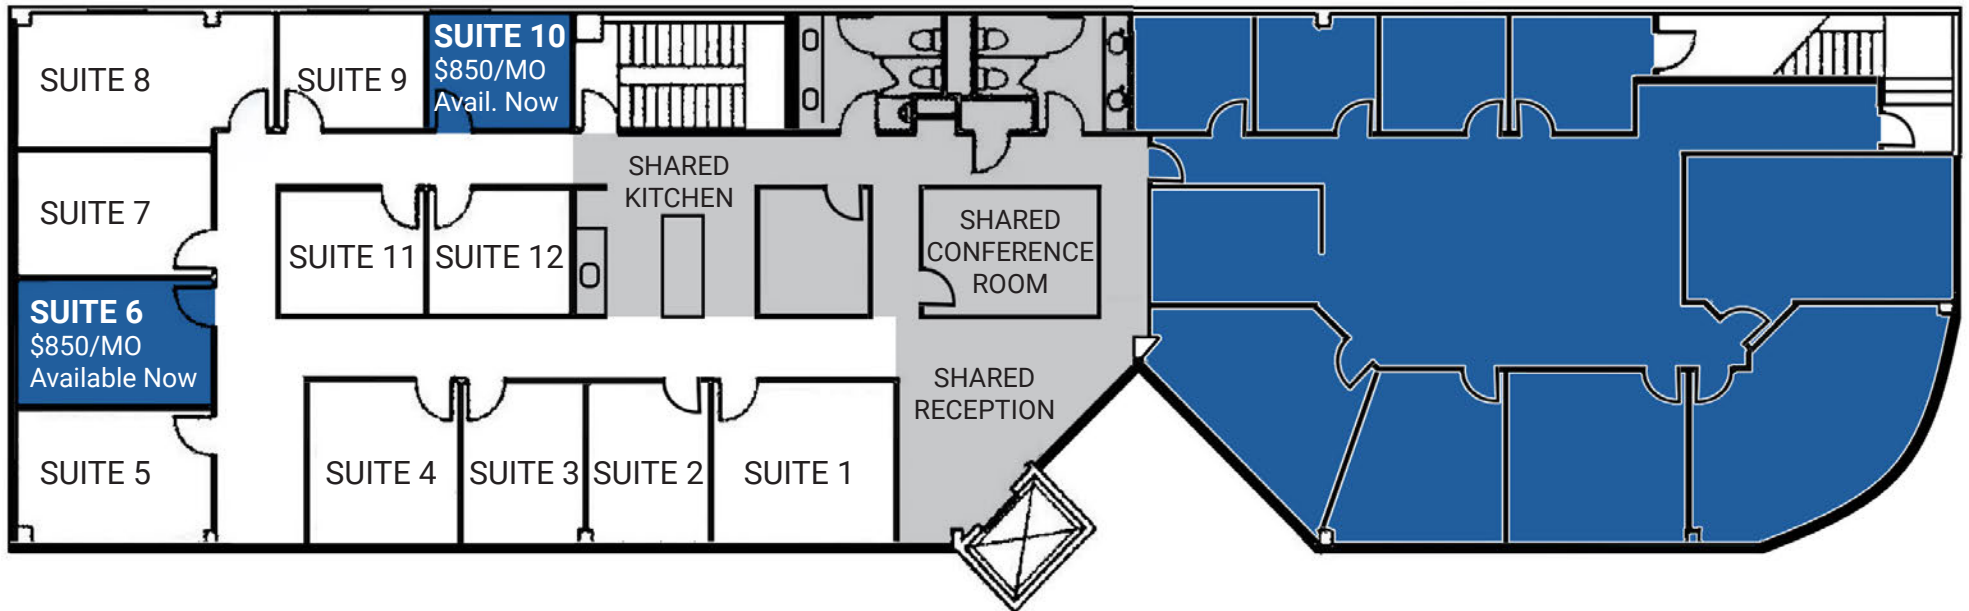 SUITE 8
SUITE 9
SUITE 10
$850/MO
Avail. Now
SHARED
KITCHEN
SUITE 7
SUITE 11
SUITE 12
SHARED
CONFERENCE
ROOM
SUITE 6
$850/MO
Available Now
SHARED
RECEPTION
SUITE 5
SUITE 4
SUITE 3
SUITE 2
SUITE 1